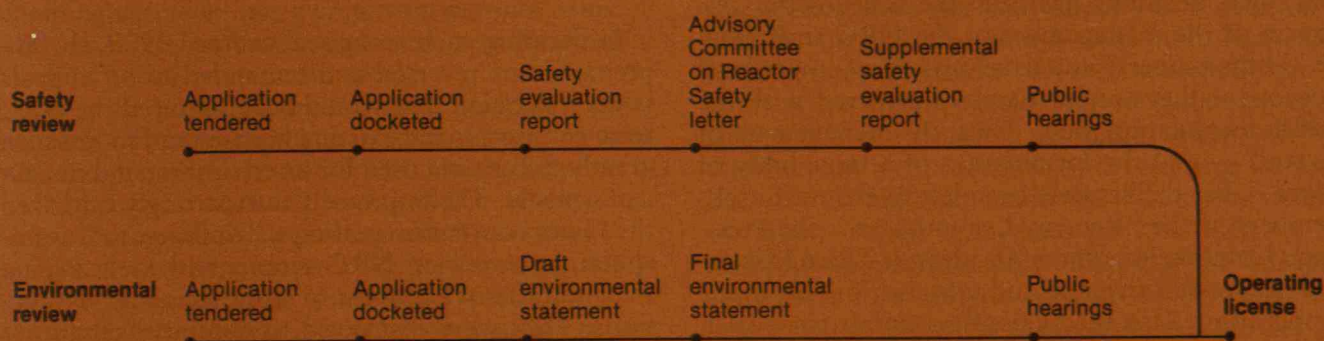 Safety
review
Application
tendered
Application
docketed
Safety
evaluation
report
Advisory
Committee
on Reactor
Safety
letter
Supplemental
safety
evaluation
report
Public
hearings
Environmental
review
Application
tendered
Application
docketed
Draft
environmental
statement
Final
environmental
statement
Public
hearings
Operating
license